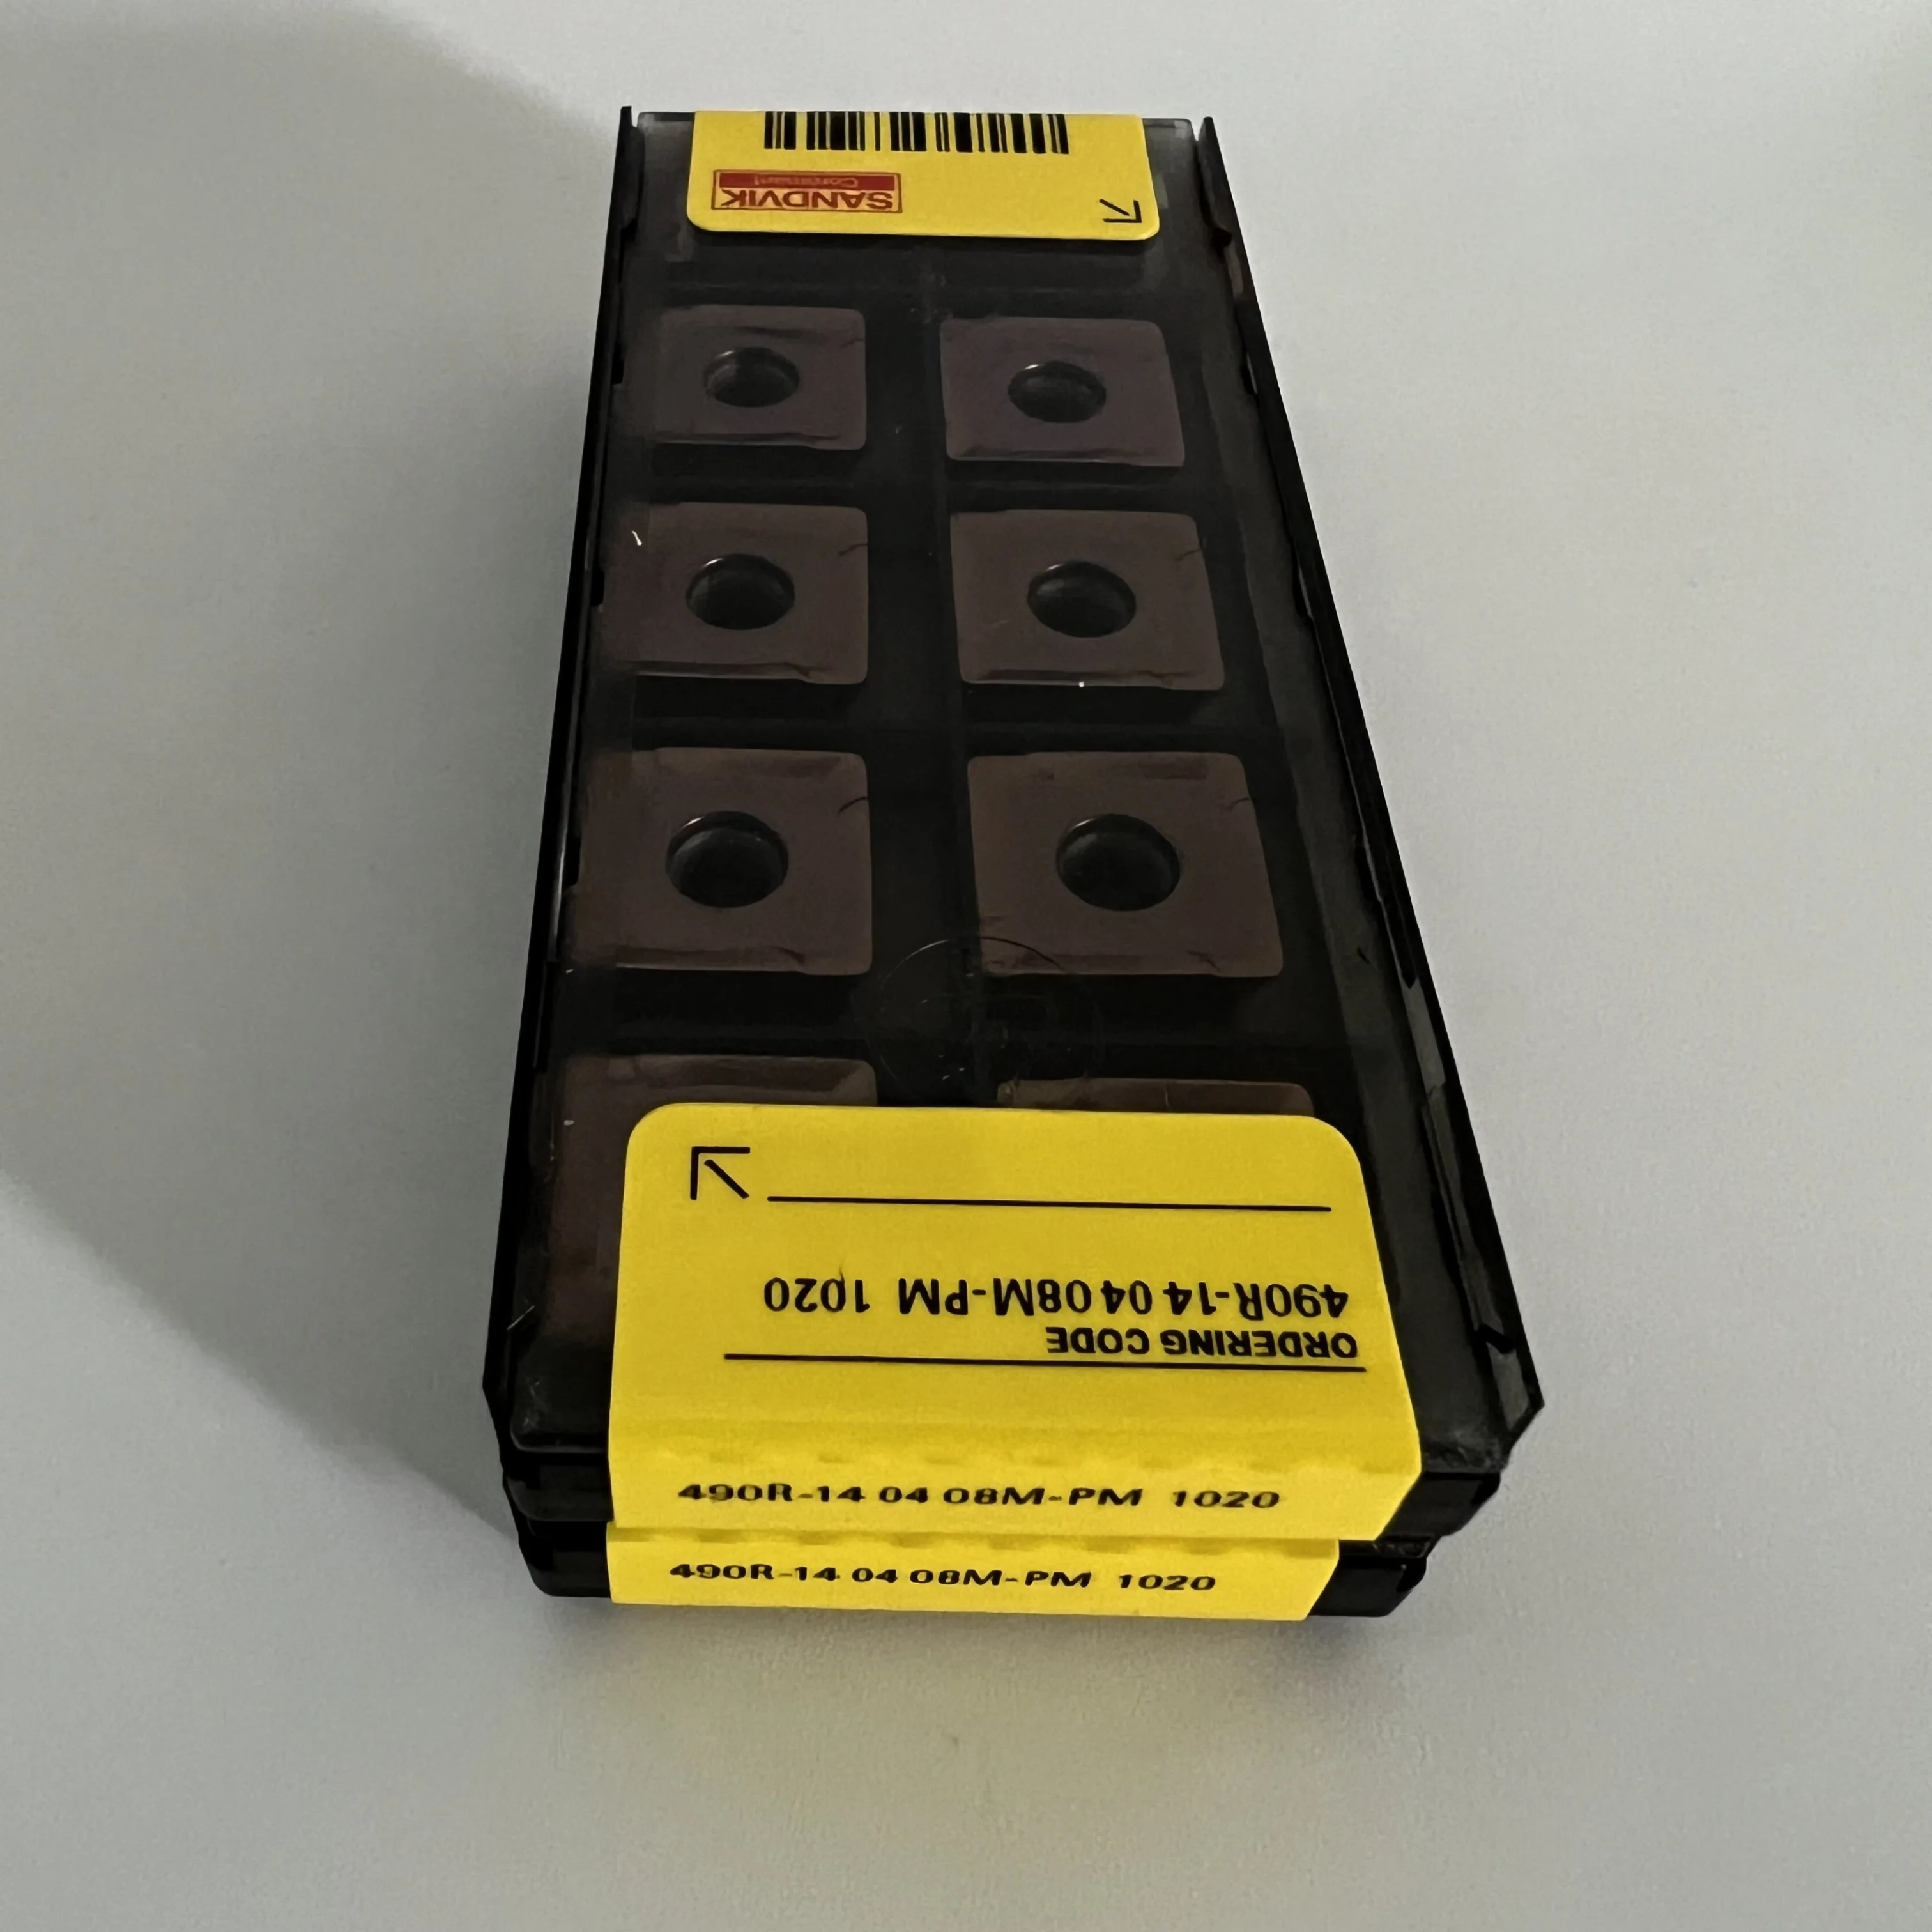 SANDVIK
Coromant
ORDERING CODE
490R-14 04 08M-PM 1020
490R-14 04 08M-PM 1020
490R-14 04 08M-PM 1020